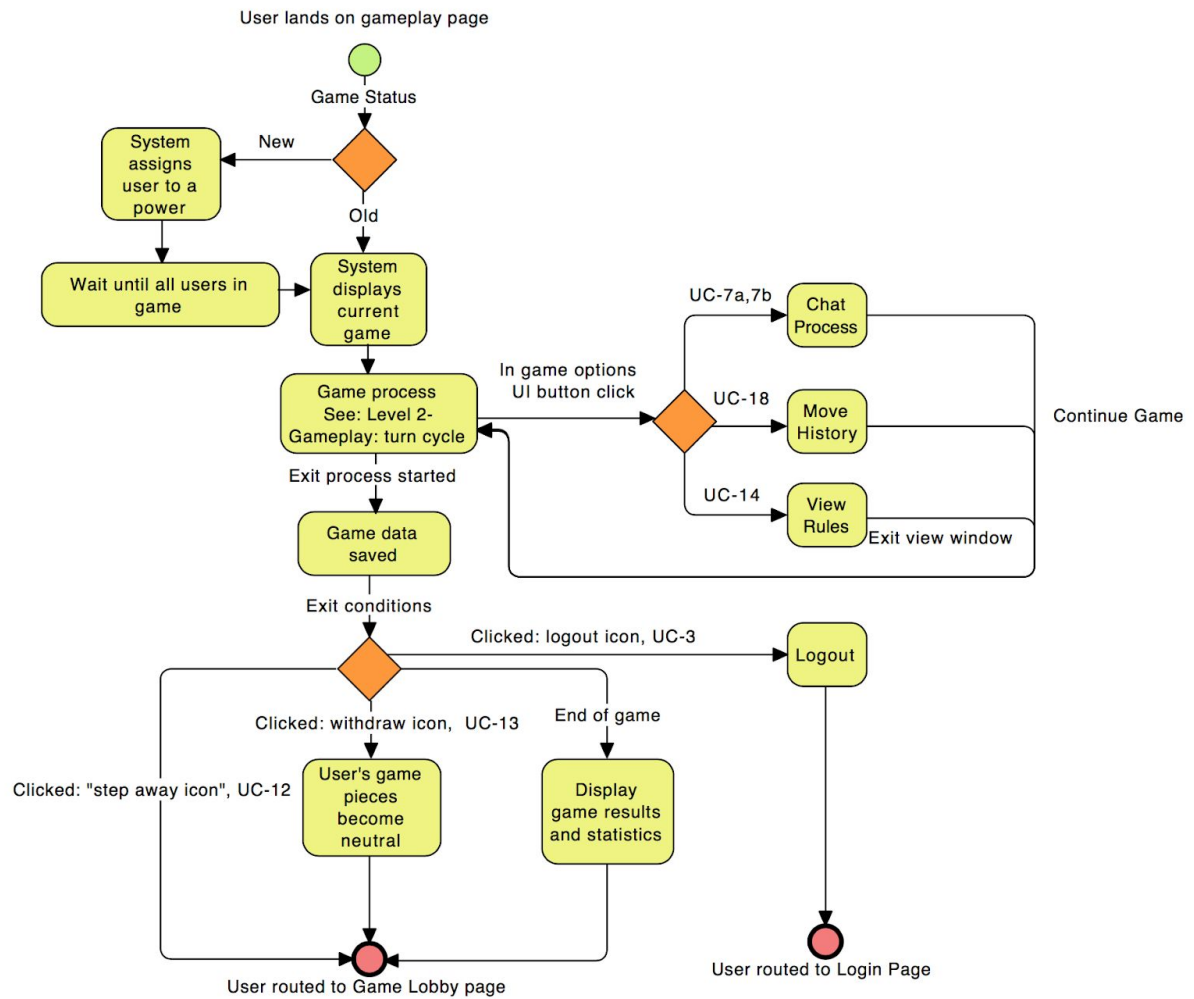 User lands on gameplay page
Game Status
New
System
assigns
user to a
power
Old
Wait until all users in
game
System
displays
current
game
Game process
See: Level 2-
Gameplay: turn cycle
In game options
UI button click
UC-7a,7b
Chat
Process
UC-18
Move
History
UC-14
View
Rules
Exit view window
Continue Game
Exit process started
Game data
saved
Exit conditions
Clicked: logout icon, UC-3
Logout
Clicked: withdraw icon, UC-13
End of game
Clicked: "step away icon", UC-12
User's game
pieces
become
neutral
Display
game results
and statistics
User routed to Game Lobby page
User routed to Login Page